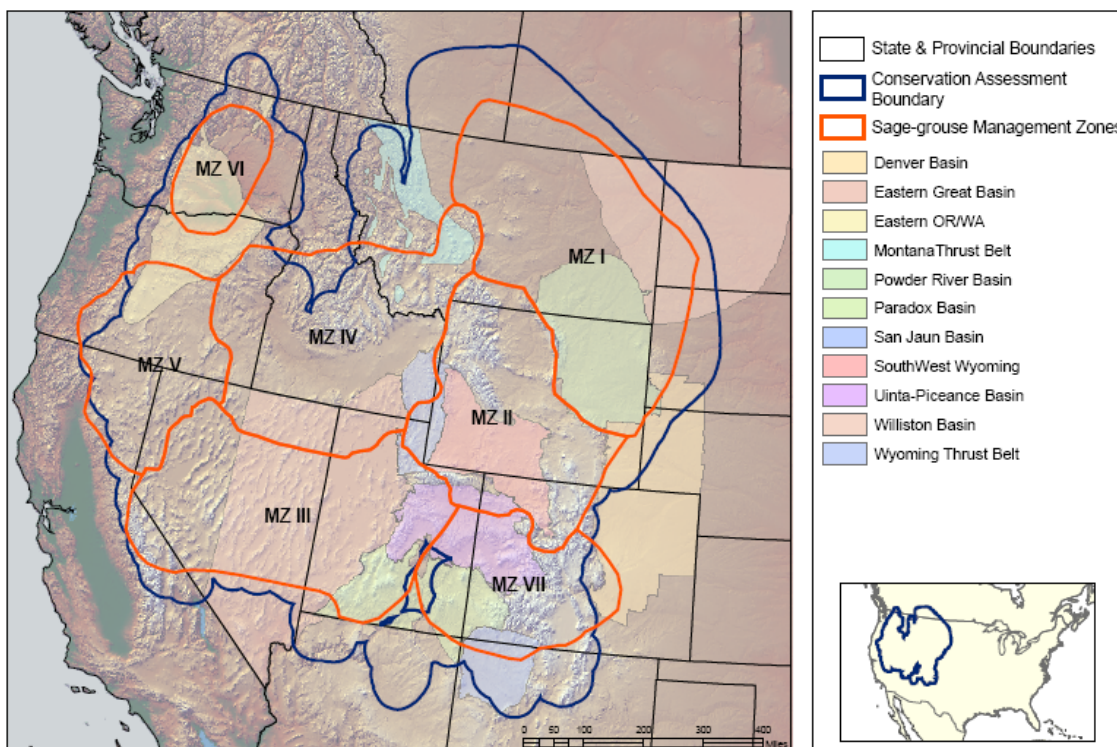 MZ VI
MZ I
MZ IV
MZ V
MZ II
MZ III
MZ VII
0 50 100 200 300 400
Miles
State & Provincial Boundaries
Conservation Assessment
Boundary
Sage-grouse Management Zones
Denver Basin
Eastern Great Basin
Eastern OR/WA
MontanaThrust Belt
Powder River Basin
Paradox Basin
San Jaun Basin
SouthWest Wyoming
Uinta-Piceance Basin
Williston Basin
Wyoming Thrust Belt